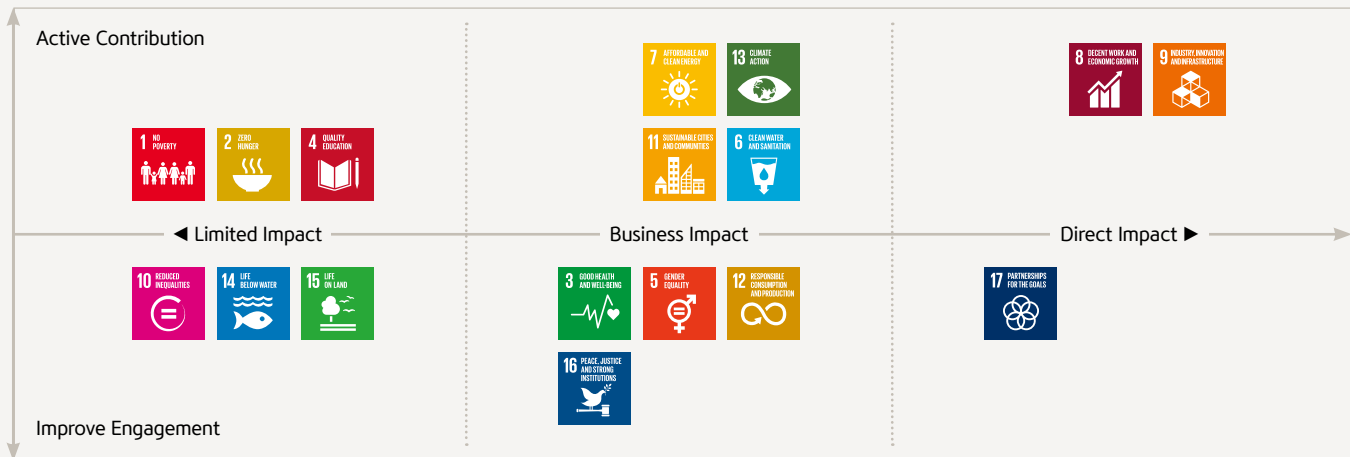 Active Contribution
7 AFFORDABLE AND
CLEAN ENERGY
13 CLIMATE
ACTION
8 DECENT WORK AND
ECONOMIC GROWTH
9 INDUSTRY, INNOVATION
AND INFRASTRUCTURE
1 NO
POVERTY
2 ZERO
HUNGER
4 QUALITY
EDUCATION
11 SUSTAINABLE CITIES
AND COMMUNITIES
6 CLEAN WATER
AND SANITATION
◄ Limited Impact
Business Impact
Direct Impact ►
10 REDUCED
INEQUALITIES
14 LIFE
BELOW WATER
15 LIFE
ON LAND
3 GOOD HEALTH
AND WELL-BEING
5 GENDER
EQUALITY
12 RESPONSIBLE
CONSUMPTION
AND PRODUCTION
17 PARTNERSHIPS
FOR THE GOALS
16 PEACE, JUSTICE
AND STRONG
INSTITUTIONS
Improve Engagement